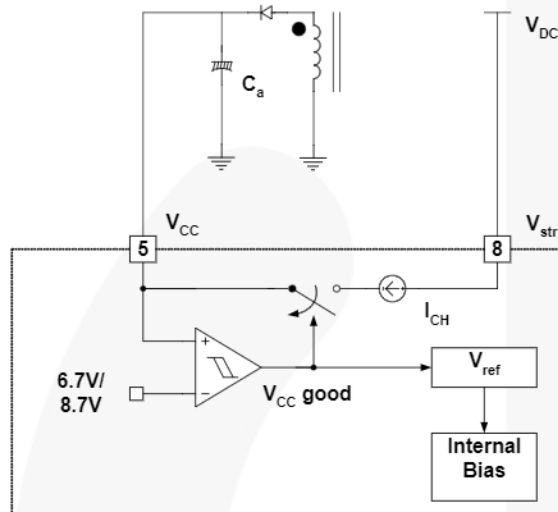 V_DC
C_a
V_CC
V_str
5
8
I_CH
+
6.7V/
8.7V
−
V_CC good
V_ref
Internal
Bias